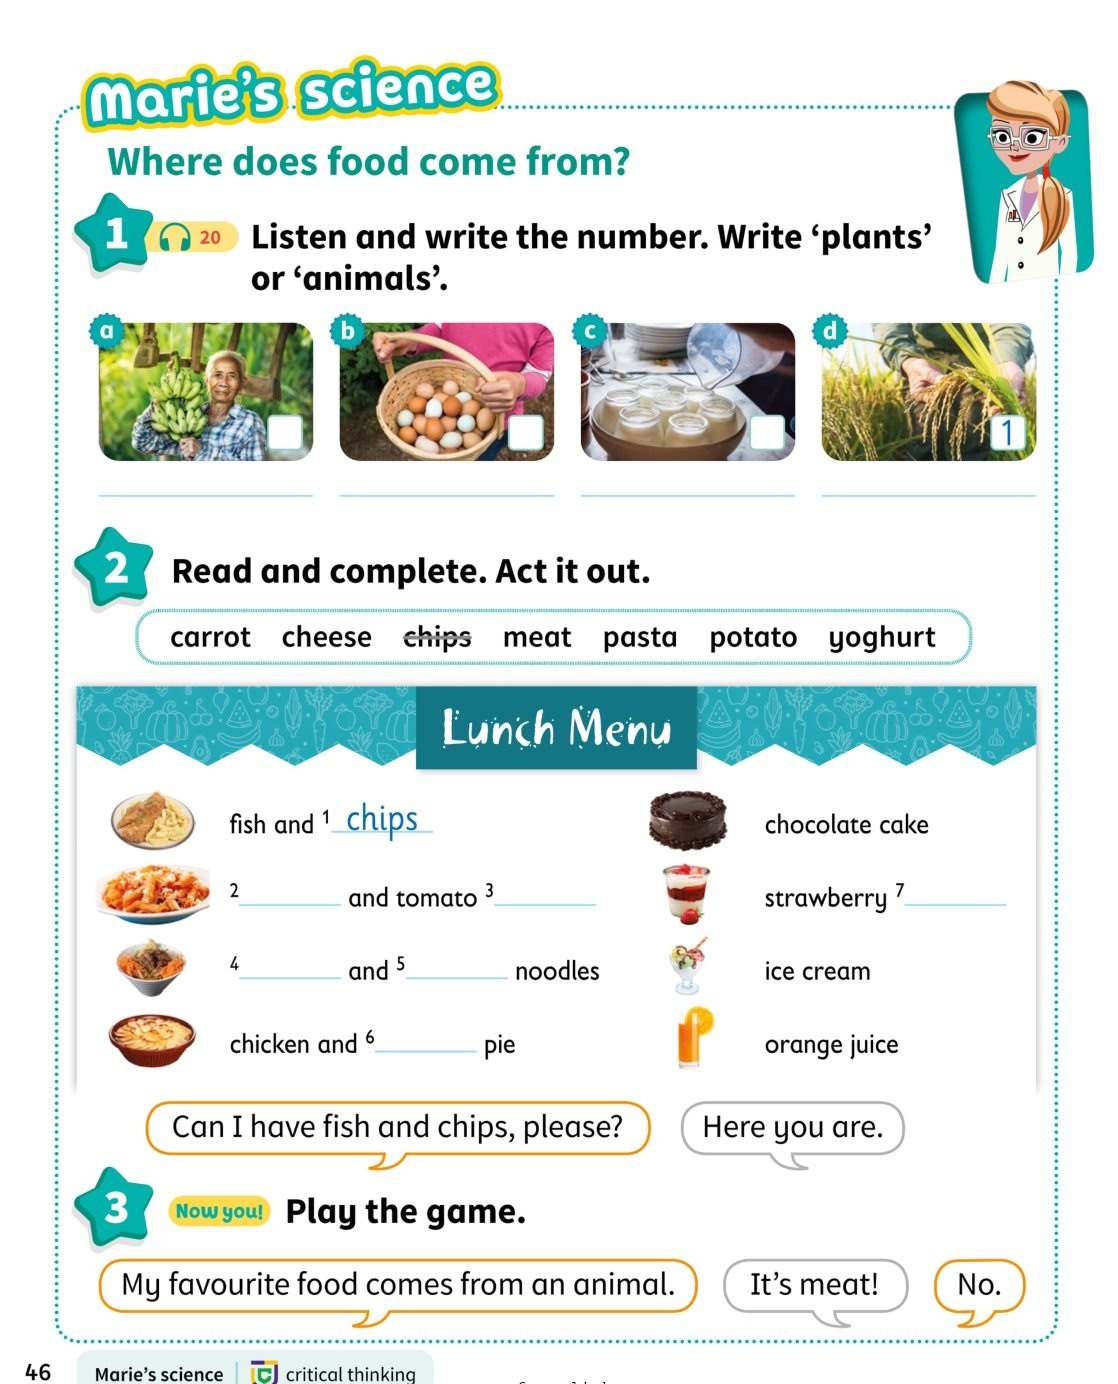 Marie's science
Where does food come from?
1 20 Listen and write the number. Write ‘plants’
or ‘animals’.
a b c d
1
2 Read and complete. Act it out.
carrot cheese chips meat pasta potato yoghurt
Lunch Menu
fish and 1 chips
2 and tomato 3
4 and 5 noodles
chicken and 6 pie
chocolate cake
strawberry 7
ice cream
orange juice
Can I have fish and chips, please? Here you are.
3 Now you! Play the game.
My favourite food comes from an animal. It's meat! No.
46 Marie's science critical thinking